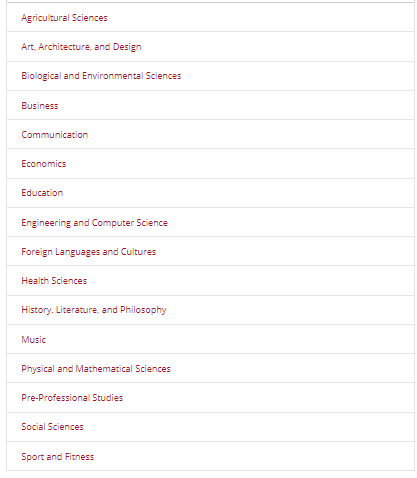 Agricultural Sciences
Art, Architecture, and Design
Biological and Environmental Sciences
Business
Communication
Economics
Education
Engineering and Computer Science
Foreign Languages and Cultures
Health Sciences
History, Literature, and Philosophy
Music
Physical and Mathematical Sciences
Pre-Professional Studies
Social Sciences
Sport and Fitness